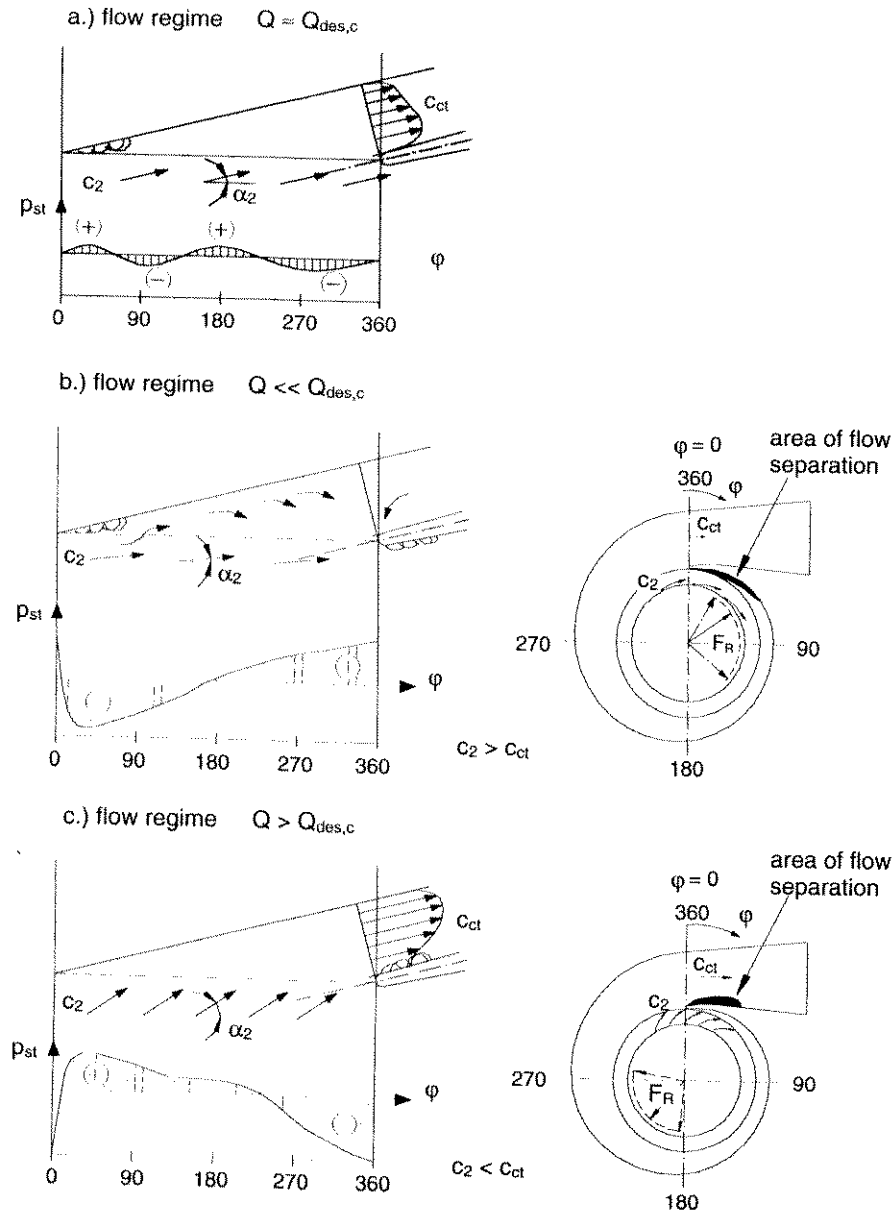 a.) flow regime Q = Qdes,c
cct
c2
α2
pst
(+)
(+)
(−)
(−)
φ
0 90 180 270 360
b.) flow regime Q << Qdes,c
c2
α2
pst
φ
0 90 180 270 360
c2 > cct
φ = 0
360
φ
area of flow
separation
cct
c2
FR
270
90
180
c.) flow regime Q > Qdes,c
cct
c2
α2
pst
φ
0 90 180 270 360
c2 < cct
φ = 0
360
φ
area of flow
separation
cct
c2
FR
270
90
180